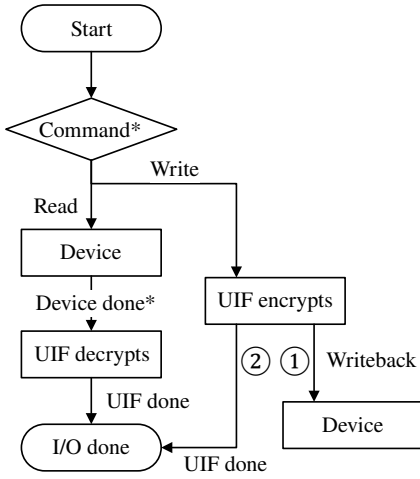 Start
Command*
Write
Read
Device
Device done*
UIF encrypts
UIF decrypts
② ① Writeback
UIF done
Device
I/O done
UIF done